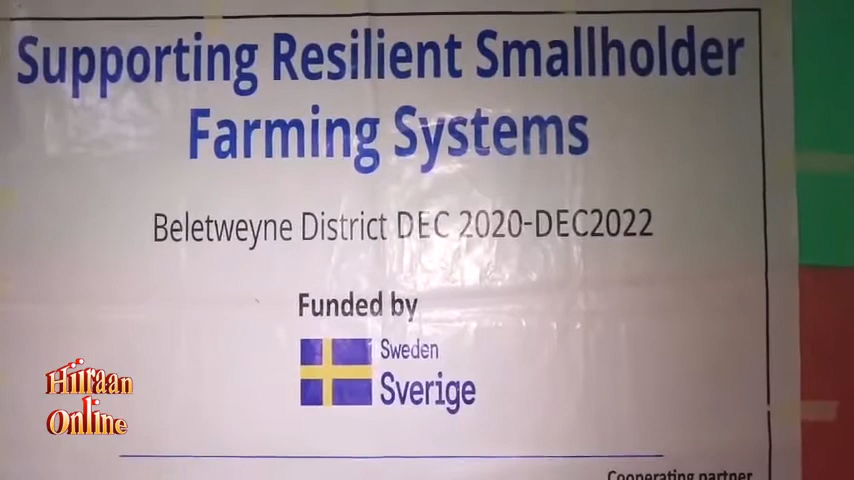 Supporting Resilient Smallholder
Farming Systems
Beletweyne District DEC 2020-DEC2022
Funded by
Sweden
Sverige
Hiiraan
Online
Cooperating partner